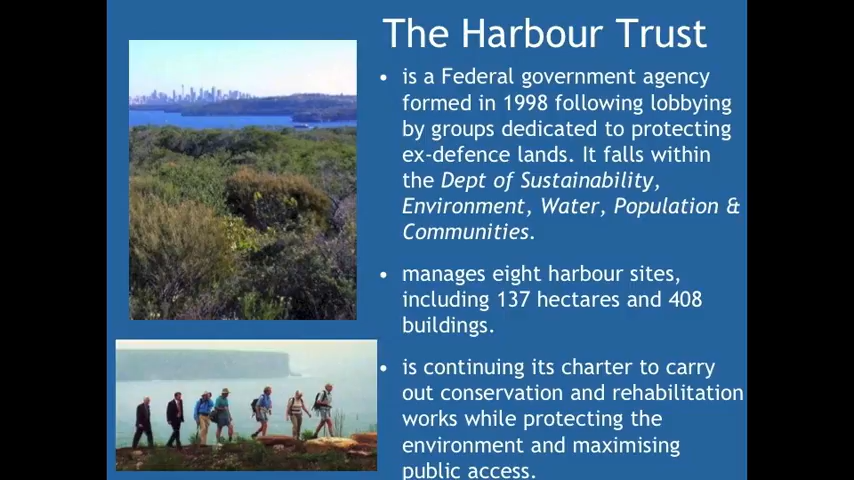 The Harbour Trust
• is a Federal government agency
formed in 1998 following lobbying
by groups dedicated to protecting
ex-defence lands. It falls within
the Dept of Sustainability,
Environment, Water, Population &
Communities.
• manages eight harbour sites,
including 137 hectares and 408
buildings.
• is continuing its charter to carry
out conservation and rehabilitation
works while protecting the
environment and maximising
public access.